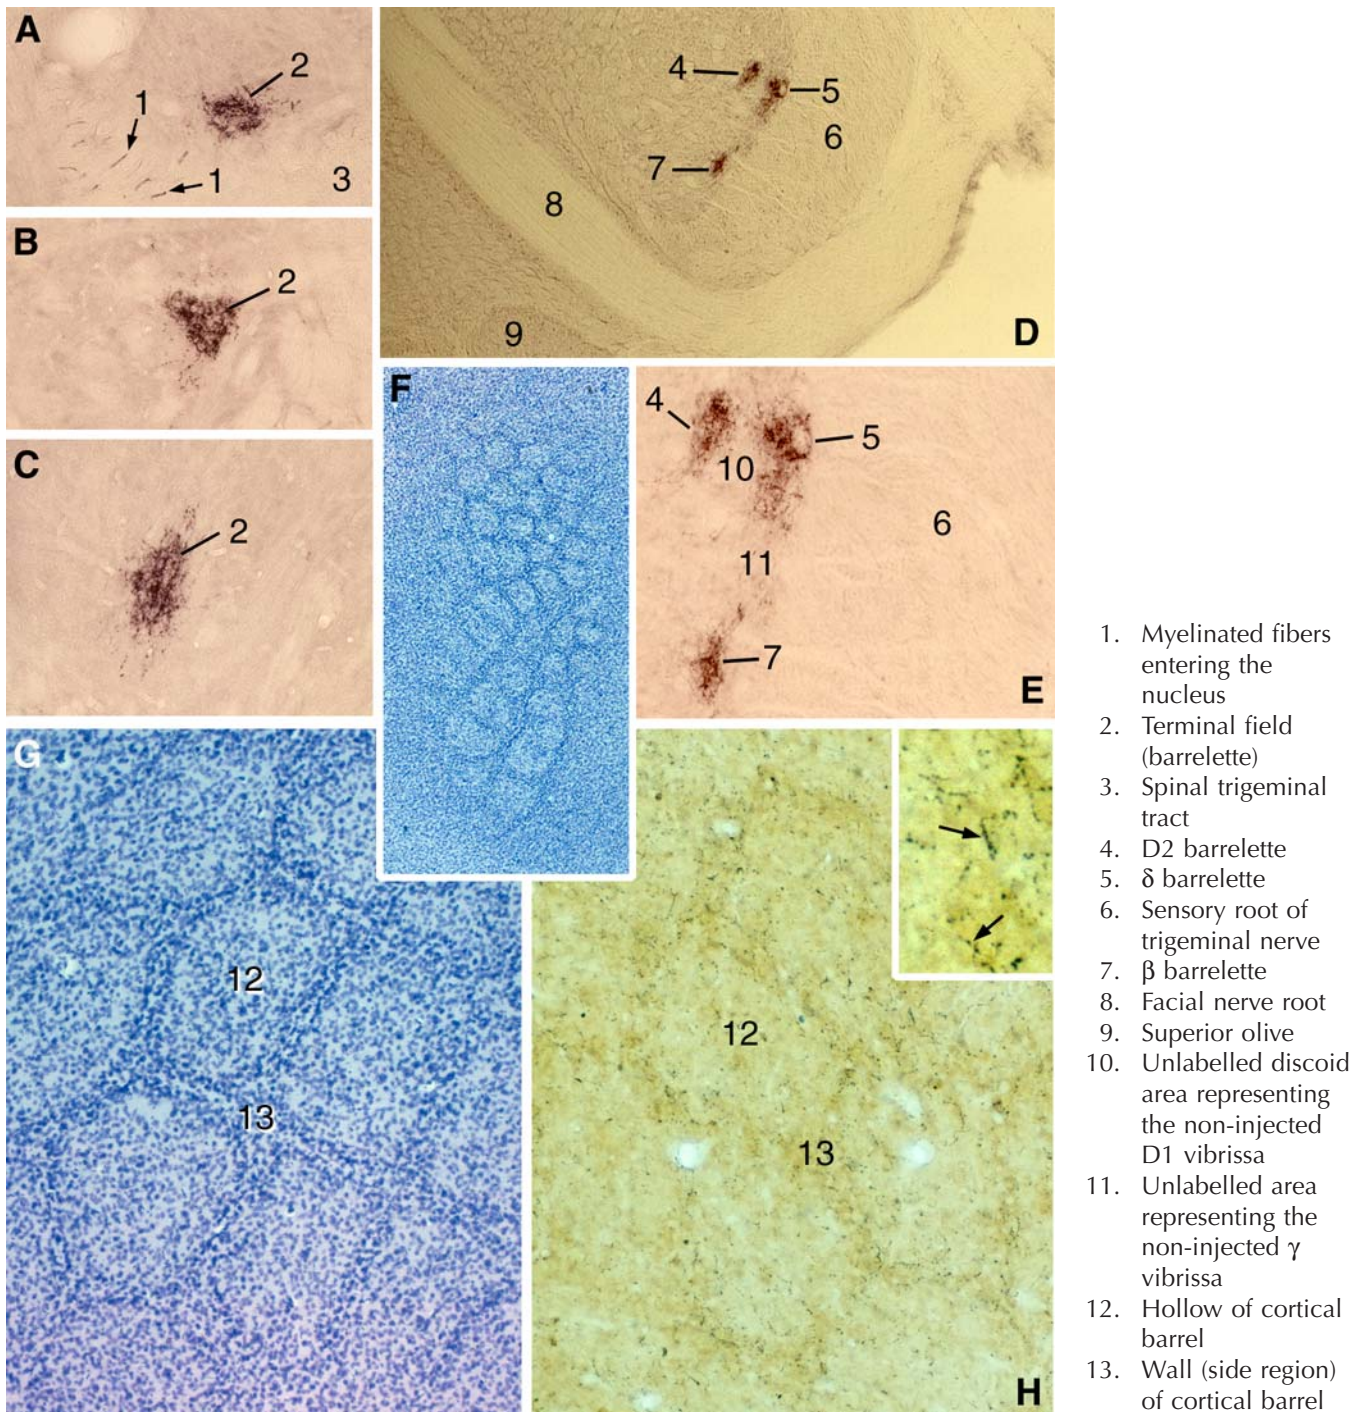 A
2
1
1
3
B
2
C
2
4
5
6
7
8
9
D
F
4
5
10
6
11
7
E
G
12
13
12
13
H
1. Myelinated fibers
entering the
nucleus
2. Terminal field
(barrelette)
3. Spinal trigeminal
tract
4. D2 barrelette
5. δ barrelette
6. Sensory root of
trigeminal nerve
7. β barrelette
8. Facial nerve root
9. Superior olive
10. Unlabelled discoid
area representing
the non-injected
D1 vibrissa
11. Unlabelled area
representing the
non-injected γ
vibrissa
12. Hollow of cortical
barrel
13. Wall (side region)
of cortical barrel